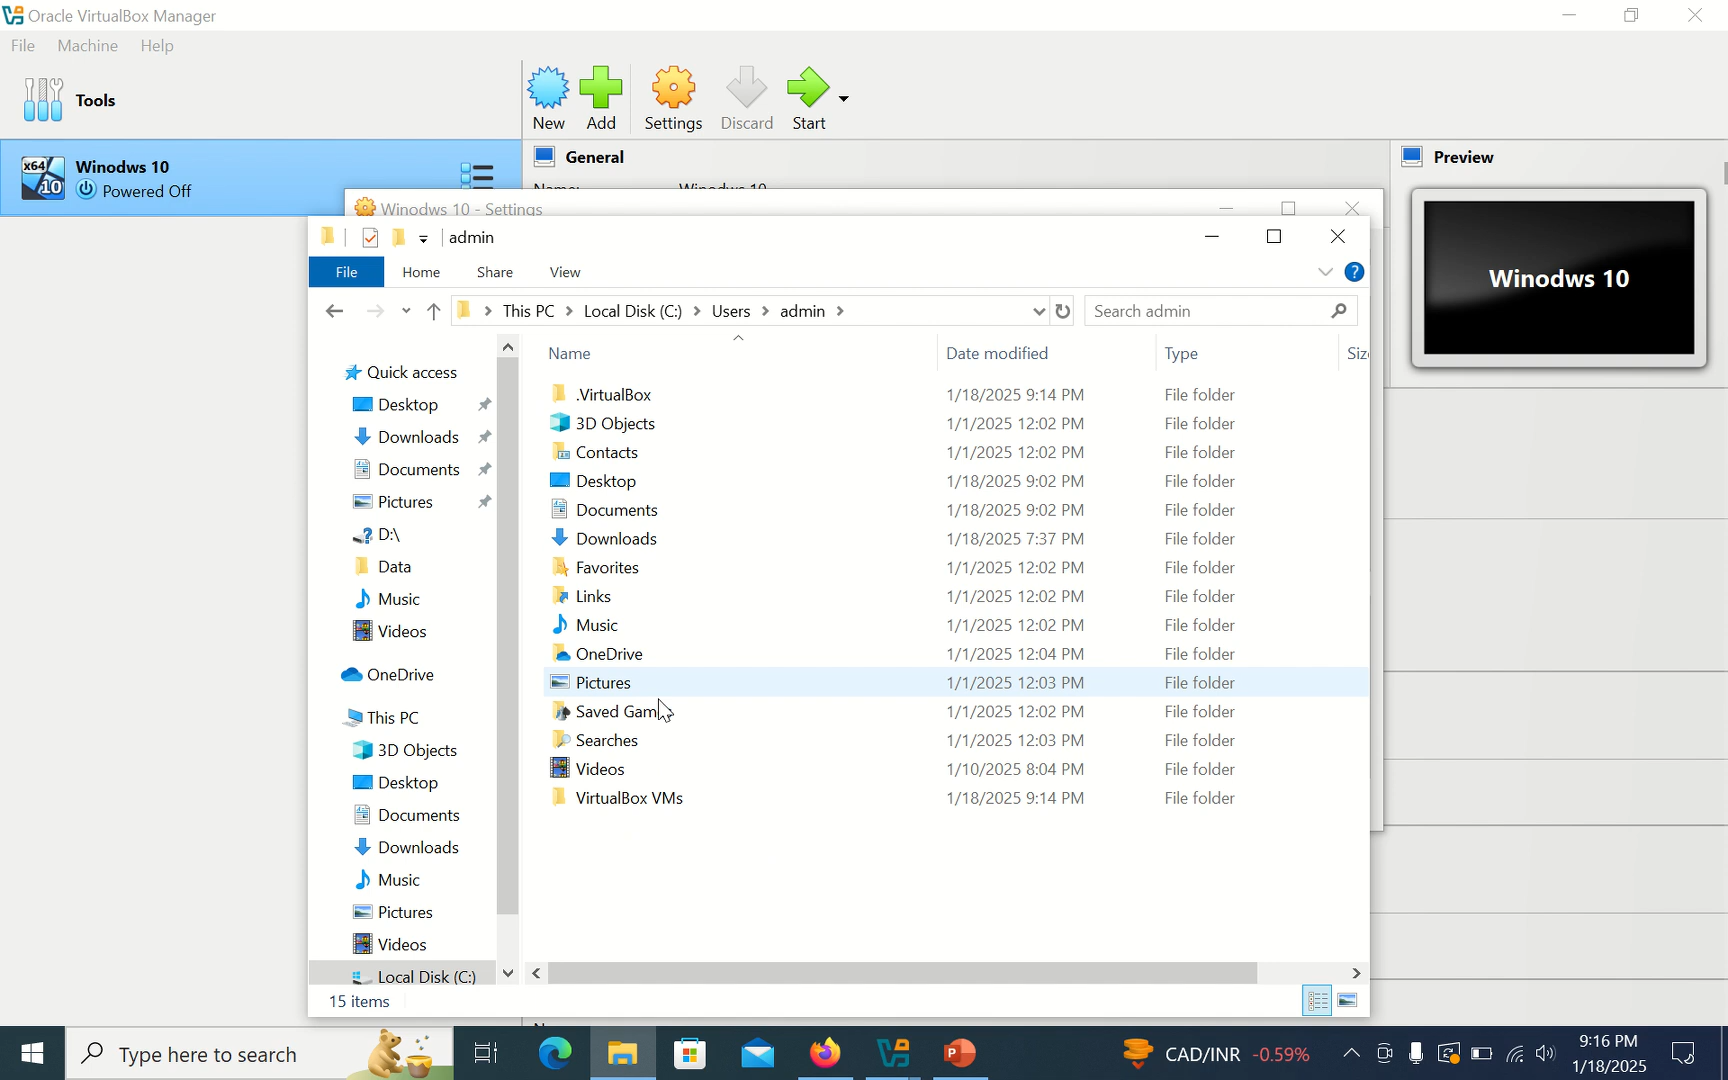 Oracle VirtualBox Manager
File Machine Help
Tools
New Add Settings Discard Start
x64 10 Winodws 10
Powered Off
General
Preview
Winodws 10
Winodws 10 - Settings
admin
File Home Share View
This PC Local Disk (C:) Users admin
Search admin
Name Date modified Type
Quick access
Desktop
Downloads
Documents
Pictures
D:\
Data
Music
Videos
OneDrive
This PC
3D Objects
Desktop
Documents
Downloads
Music
Pictures
Videos
Local Disk (C:)
.VirtualBox 1/18/2025 9:14 PM File folder
3D Objects 1/1/2025 12:02 PM File folder
Contacts 1/1/2025 12:02 PM File folder
Desktop 1/18/2025 9:02 PM File folder
Documents 1/18/2025 9:02 PM File folder
Downloads 1/18/2025 7:37 PM File folder
Favorites 1/1/2025 12:02 PM File folder
Links 1/1/2025 12:02 PM File folder
Music 1/1/2025 12:02 PM File folder
OneDrive 1/1/2025 12:04 PM File folder
Pictures 1/1/2025 12:03 PM File folder
Saved Gam 1/1/2025 12:02 PM File folder
Searches 1/1/2025 12:03 PM File folder
Videos 1/10/2025 8:04 PM File folder
VirtualBox VMs 1/18/2025 9:14 PM File folder
15 items
Winodws 10
Type here to search
CAD/INR -0.59%
9:16 PM
1/18/2025